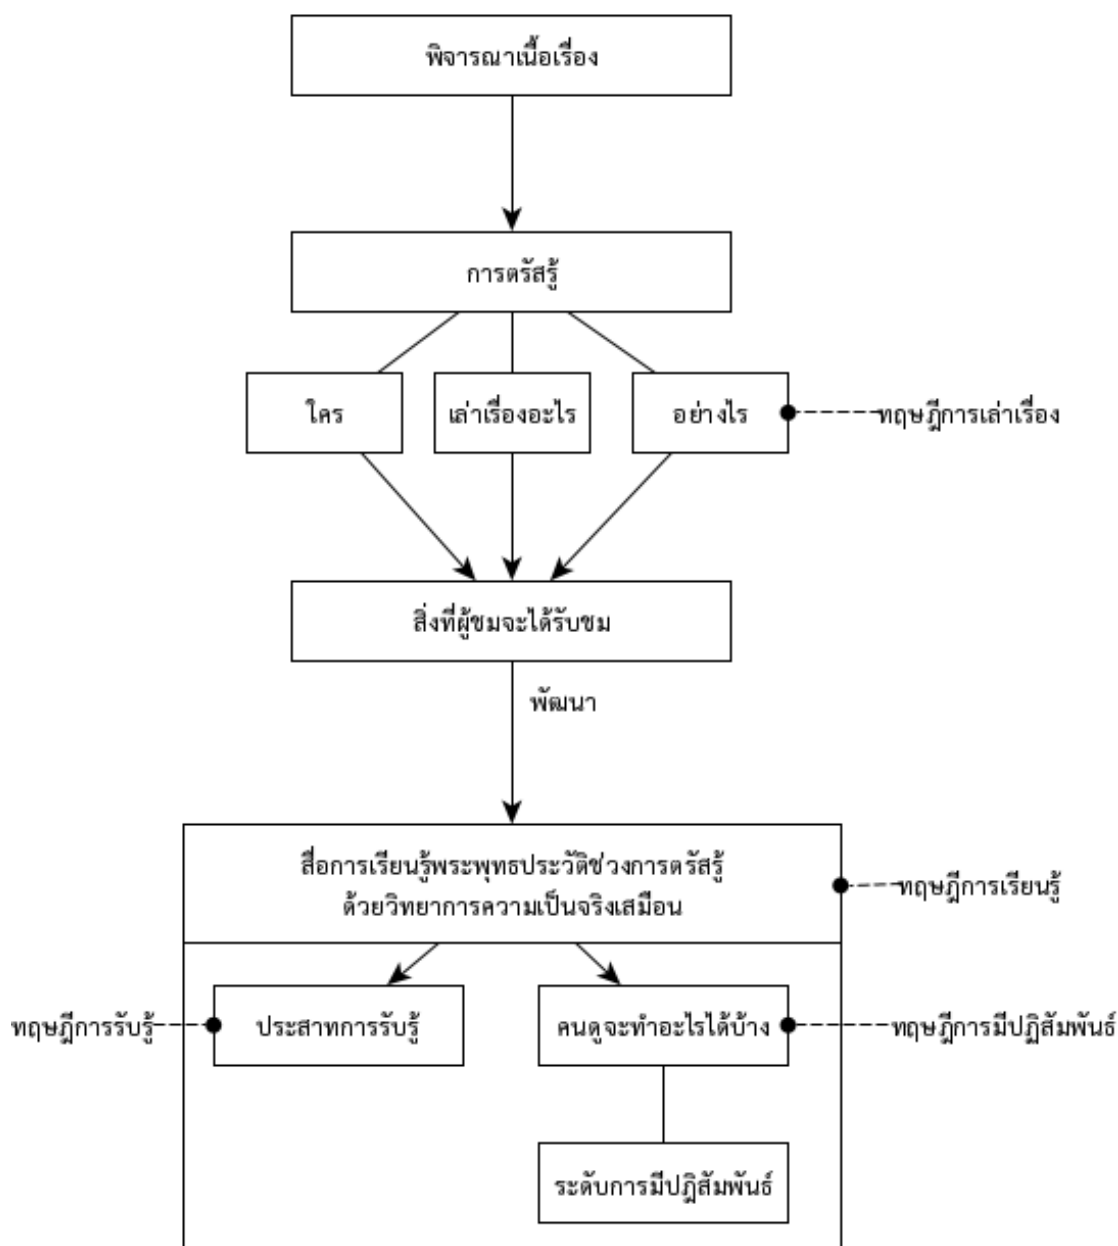 พิจารณาเนื้อเรื่อง
การตรัสรู้
ใคร
เล่าเรื่องอะไร
อย่างไร
ทฤษฎีการเล่าเรื่อง
สิ่งที่ผู้ชมจะได้รับชม
พัฒนา
สื่อการเรียนรู้พระพุทธประวัติช่วงการตรัสรู้
ด้วยวิทยาการความเป็นจริงเสมือน
ทฤษฎีการเรียนรู้
ทฤษฎีการรับรู้
ประสาทการรับรู้
คนดูจะทำอะไรได้บ้าง
ทฤษฎีการมีปฏิสัมพันธ์
ระดับการมีปฏิสัมพันธ์